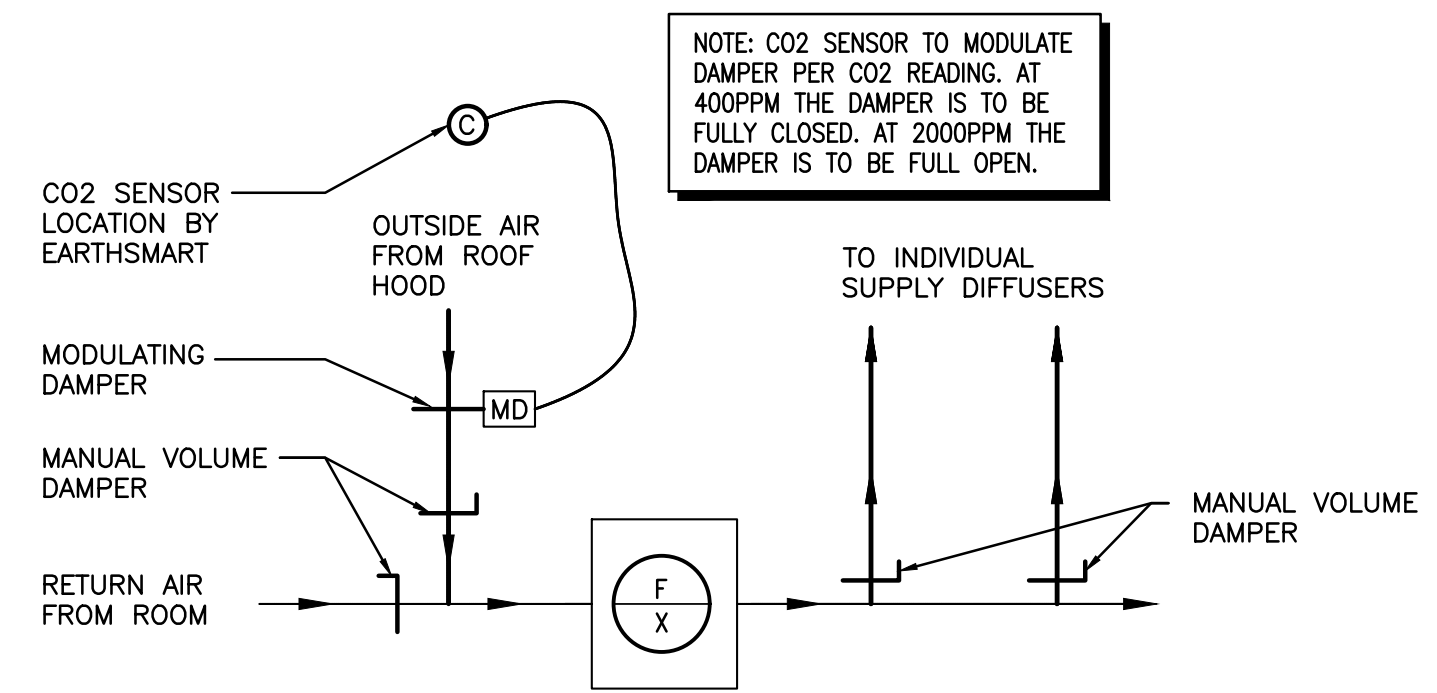 NOTE: CO2 SENSOR TO MODULATE
DAMPER PER CO2 READING. AT
400PPM THE DAMPER IS TO BE
FULLY CLOSED. AT 2000PPM THE
DAMPER IS TO BE FULL OPEN.
C
CO2 SENSOR
LOCATION BY
EARTHSMART
OUTSIDE AIR
FROM ROOF
HOOD
TO INDIVIDUAL
SUPPLY DIFFUSERS
MODULATING
DAMPER
MD
MANUAL VOLUME
DAMPER
MANUAL VOLUME
DAMPER
RETURN AIR
FROM ROOM
F
X